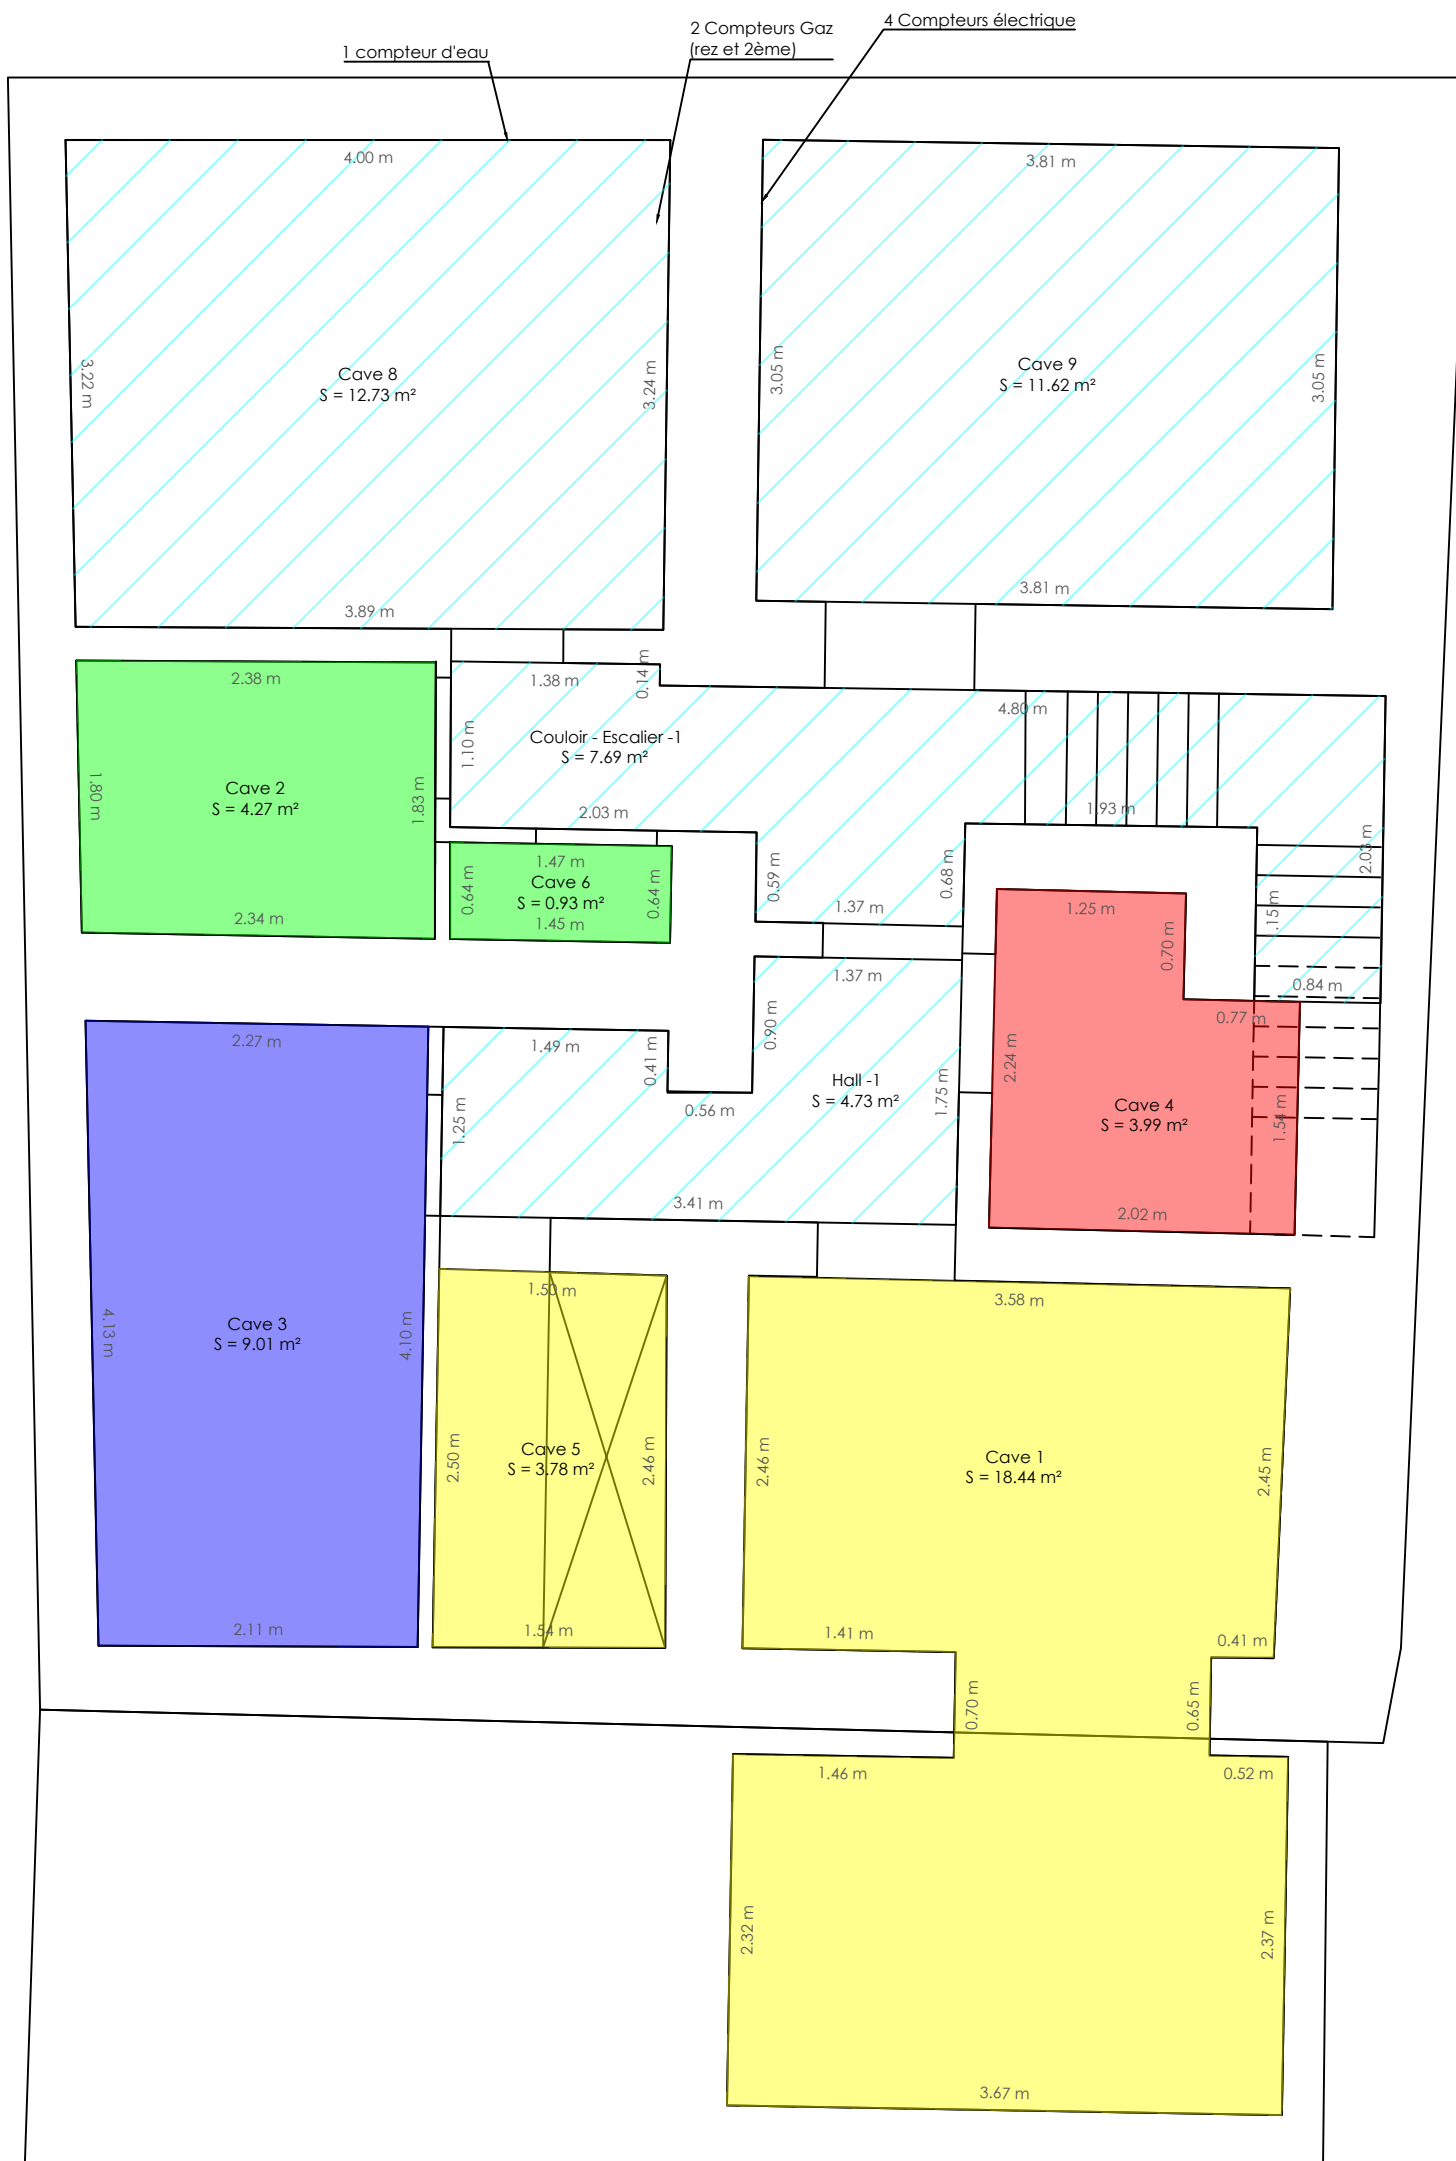 4 Compteurs électrique
2 Compteurs Gaz
(rez et 2ème)
1 compteur d'eau
4.00 m
3.81 m
3.22 m
Cave 8
S = 12.73 m²
3.24 m
3.05 m
Cave 9
S = 11.62 m²
3.05 m
3.89 m
3.81 m
2.38 m
1.38 m
0.14 m
4.80 m
1.80 m
Cave 2
S = 4.27 m²
1.83 m
1.10 m
Couloir - Escalier -1
S = 7.69 m²
2.03 m
1.93 m
2.03 m
2.34 m
0.64 m
1.47 m
Cave 6
S = 0.93 m²
1.45 m
0.64 m
0.59 m
1.37 m
0.68 m
1.25 m
0.70 m
1.15 m
0.84 m
0.77 m
2.27 m
1.49 m
0.41 m
0.56 m
0.90 m
1.37 m
Hall -1
S = 4.73 m²
1.75 m
1.25 m
3.41 m
2.24 m
Cave 4
S = 3.99 m²
1.54 m
2.02 m
4.13 m
Cave 3
S = 9.01 m²
4.10 m
2.11 m
1.50 m
2.50 m
Cave 5
S = 3.78 m²
2.46 m
1.54 m
3.58 m
2.46 m
Cave 1
S = 18.44 m²
2.45 m
1.41 m
0.41 m
0.70 m
0.65 m
1.46 m
0.52 m
2.32 m
2.37 m
3.67 m